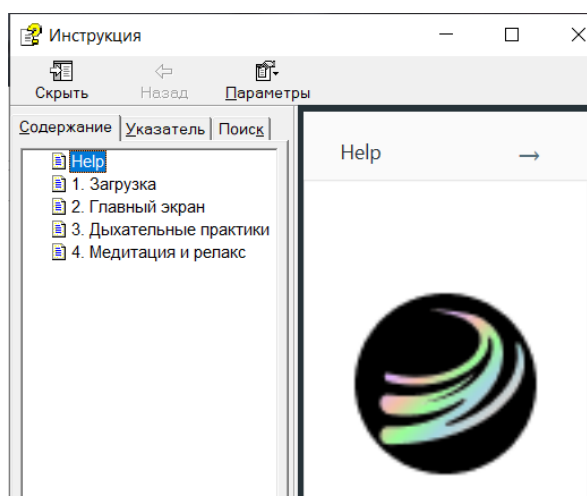 Инструкция
Скрыть Назад Параметры
Содержание Указатель Поиск
Help
1. Загрузка
2. Главный экран
3. Дыхательные практики
4. Медитация и релакс
Help →